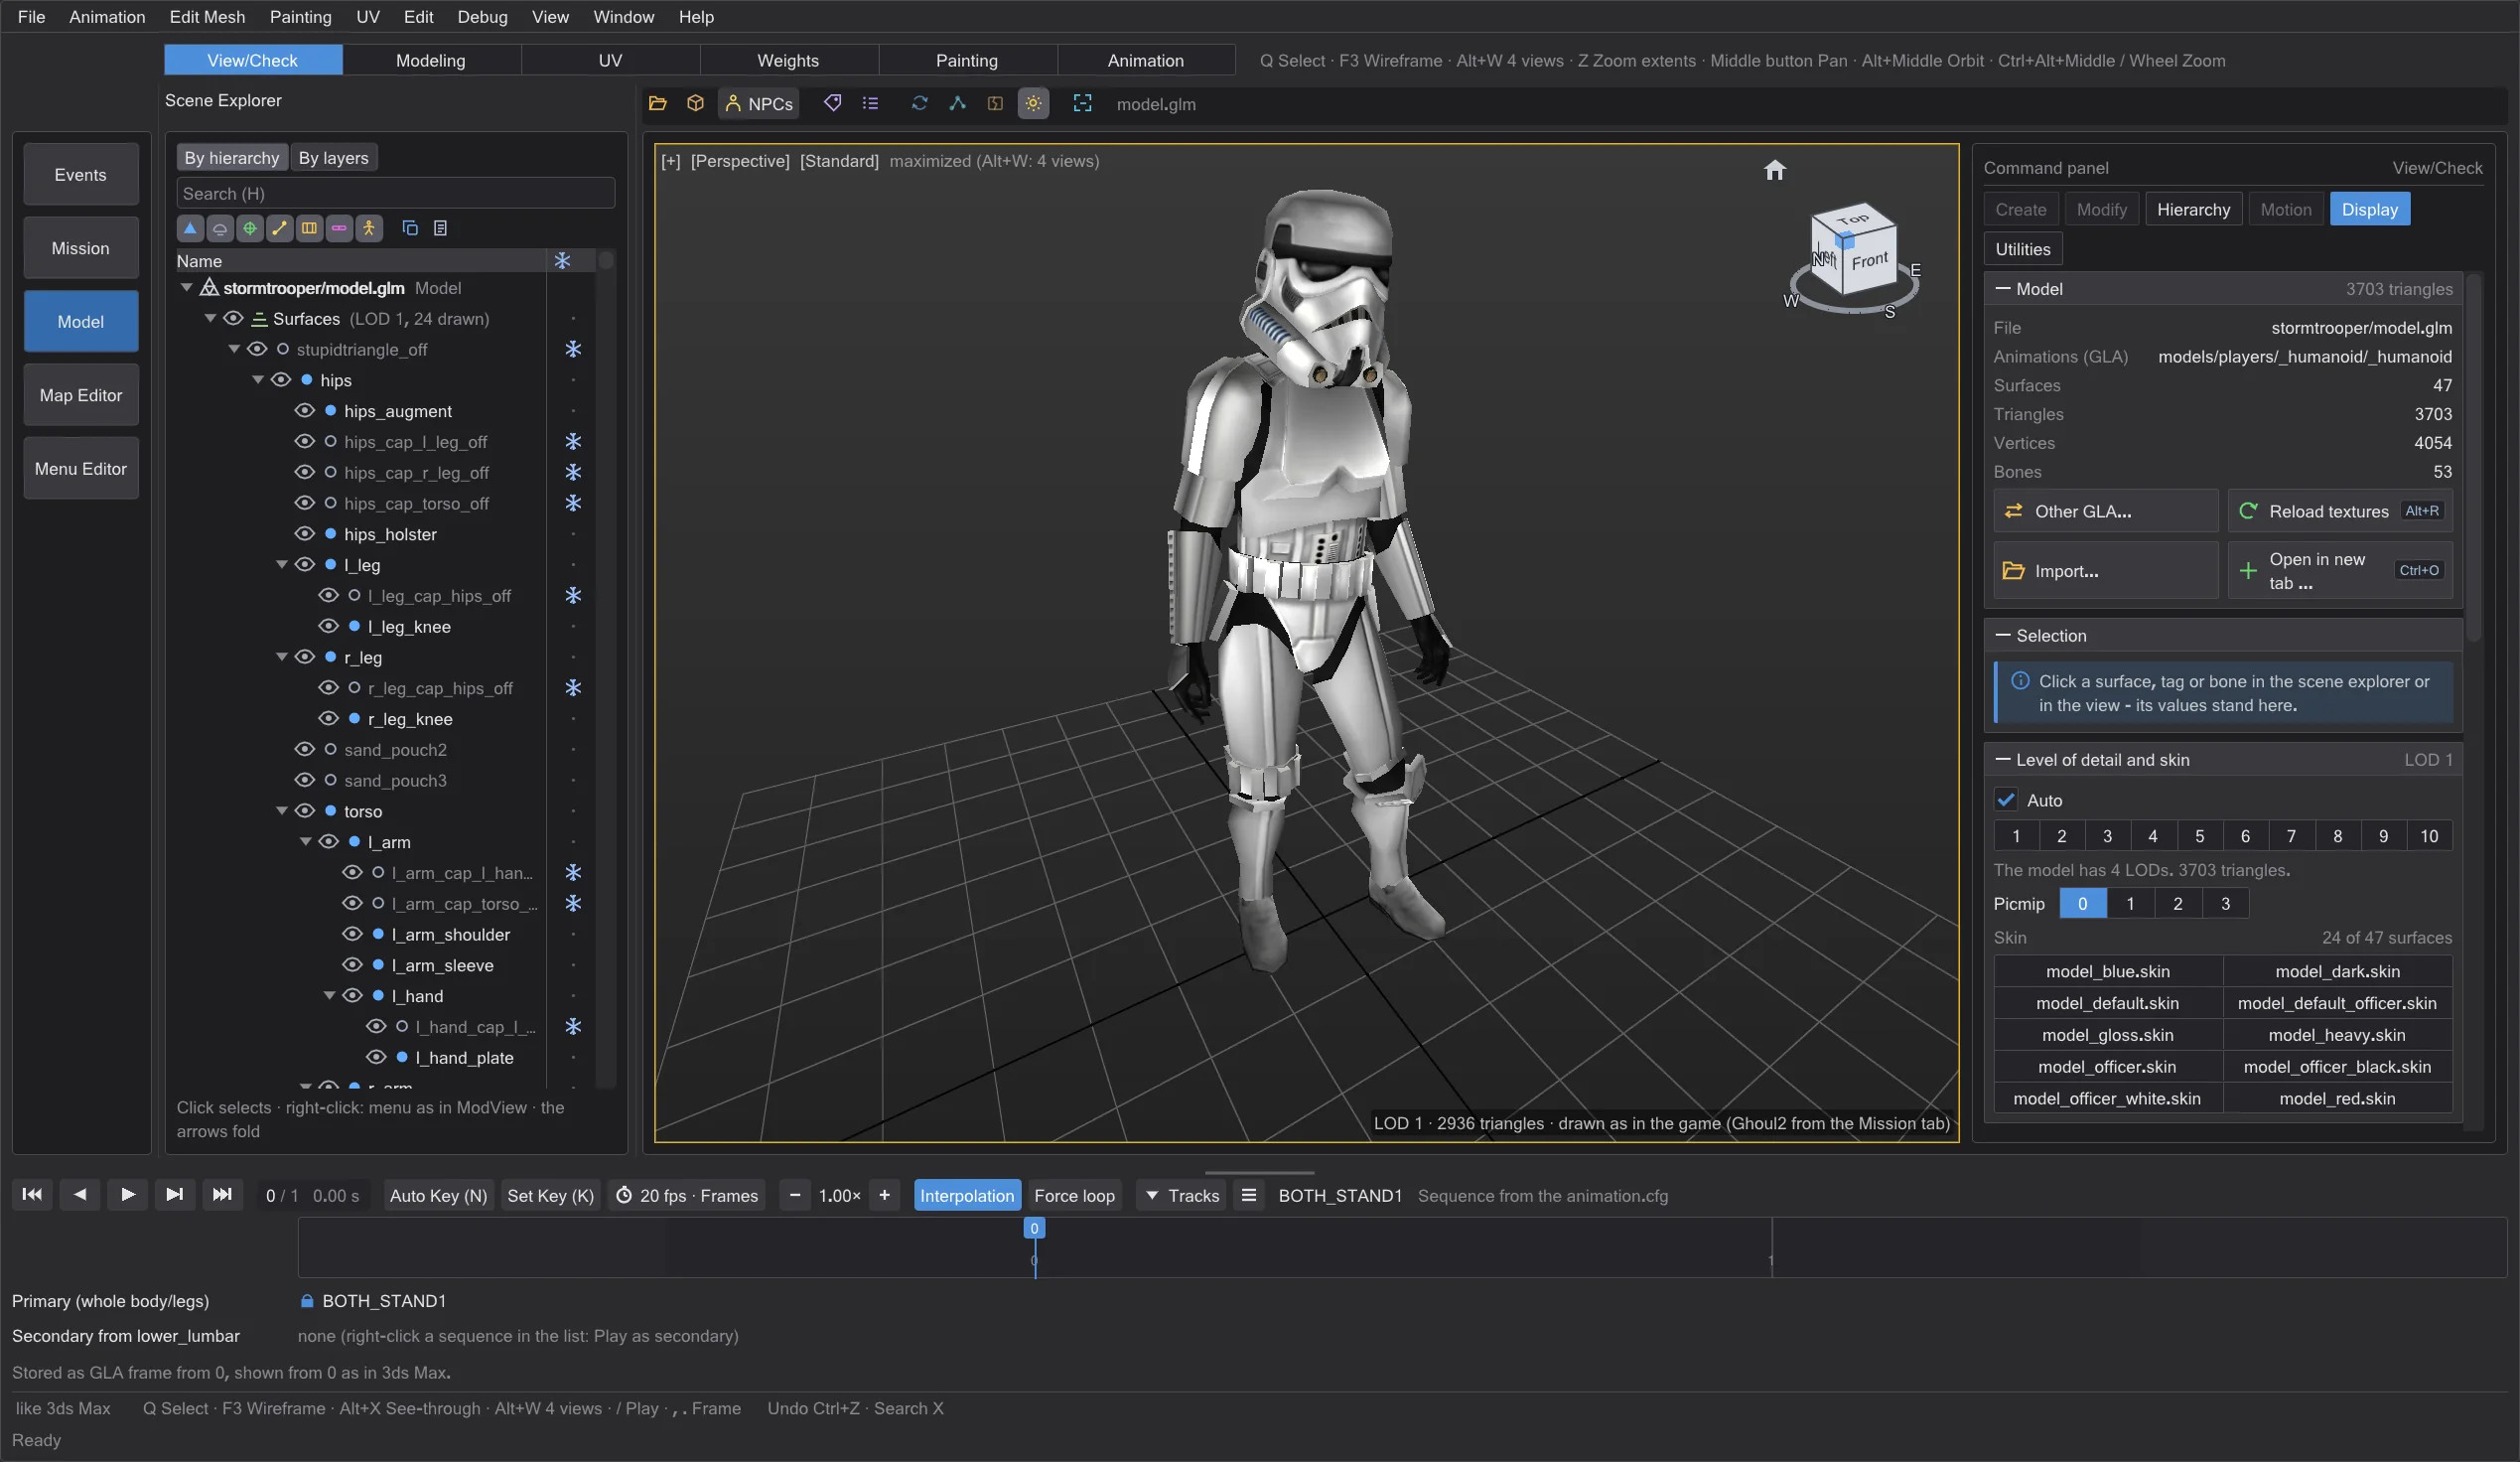 File Animation Edit Mesh Painting UV Edit Debug View Window Help
View/Check Modeling UV Weights Painting Animation Q Select · F3 Wireframe · Alt+W 4 views · Z Zoom extents · Middle button Pan · Alt+Middle Orbit · Ctrl+Alt+Middle / Wheel Zoom
Scene Explorer
NPCs model.glm
Events
Mission
Model
Map Editor
Menu Editor
By hierarchy By layers
Search (H)
Name
stormtrooper/model.glm Model
Surfaces (LOD 1, 24 drawn)
stupidtriangle_off
hips
hips_augment
hips_cap_l_leg_off
hips_cap_r_leg_off
hips_cap_torso_off
hips_holster
l_leg
l_leg_cap_hips_off
l_leg_knee
r_leg
r_leg_cap_hips_off
r_leg_knee
sand_pouch2
sand_pouch3
torso
l_arm
l_arm_cap_l_han...
l_arm_cap_torso_...
l_arm_shoulder
l_arm_sleeve
l_hand
l_hand_cap_l_...
l_hand_plate
r_arm
Click selects · right-click: menu as in ModView · the
arrows fold
[+] [Perspective] [Standard] maximized (Alt+W: 4 views)
Top
Front
E
W
S
LOD 1 · 2936 triangles · drawn as in the game (Ghoul2 from the Mission tab)
Command panel View/Check
Create Modify Hierarchy Motion Display
Utilities
Model 3703 triangles
File stormtrooper/model.glm
Animations (GLA) models/players/_humanoid/_humanoid
Surfaces 47
Triangles 3703
Vertices 4054
Bones 53
Other GLA... Reload textures Alt+R
Import... Open in new
tab ... Ctrl+O
Selection
Click a surface, tag or bone in the scene explorer or
in the view - its values stand here.
Level of detail and skin LOD 1
Auto
1 2 3 4 5 6 7 8 9 10
The model has 4 LODs. 3703 triangles.
Picmip 0 1 2 3
Skin 24 of 47 surfaces
model_blue.skin model_dark.skin
model_default.skin model_default_officer.skin
model_gloss.skin model_heavy.skin
model_officer.skin model_officer_black.skin
model_officer_white.skin model_red.skin
0 / 1 0.00 s Auto Key (N) Set Key (K) 20 fps · Frames − 1.00× + Interpolation Force loop Tracks BOTH_STAND1 Sequence from the animation.cfg
0
0 1
Primary (whole body/legs) BOTH_STAND1
Secondary from lower_lumbar none (right-click a sequence in the list: Play as secondary)
Stored as GLA frame from 0, shown from 0 as in 3ds Max.
like 3ds Max Q Select · F3 Wireframe · Alt+X See-through · Alt+W 4 views · / Play · , . Frame Undo Ctrl+Z · Search X
Ready